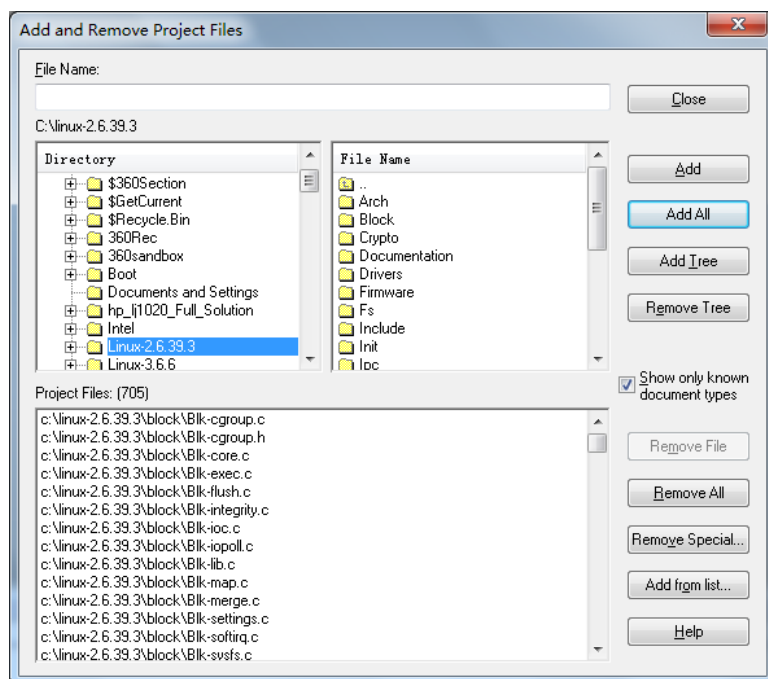 Add and Remove Project Files
File Name:
Close
C:\linux-2.6.39.3
Directory
$360Section
$GetCurrent
$Recycle.Bin
360Rec
360sandbox
Boot
Documents and Settings
hp_lj1020_Full_Solution
Intel
Linux-2.6.39.3
Linux-3.6.6
File Name
..
Arch
Block
Crypto
Documentation
Drivers
Firmware
Fs
Include
Init
Ipc
Add
Add All
Add Tree
Remove Tree
Show only known
document types
Project Files: (705)
c:\linux-2.6.39.3\block\Blk-cgroup.c
c:\linux-2.6.39.3\block\Blk-cgroup.h
c:\linux-2.6.39.3\block\Blk-core.c
c:\linux-2.6.39.3\block\Blk-exec.c
c:\linux-2.6.39.3\block\Blk-flush.c
c:\linux-2.6.39.3\block\Blk-integrity.c
c:\linux-2.6.39.3\block\Blk-ioc.c
c:\linux-2.6.39.3\block\Blk-iopoll.c
c:\linux-2.6.39.3\block\Blk-lib.c
c:\linux-2.6.39.3\block\Blk-map.c
c:\linux-2.6.39.3\block\Blk-merge.c
c:\linux-2.6.39.3\block\Blk-settings.c
c:\linux-2.6.39.3\block\Blk-softirq.c
c:\linux-2.6.39.3\block\Blk-sysfs.c
Remove File
Remove All
Remove Special...
Add from list...
Help